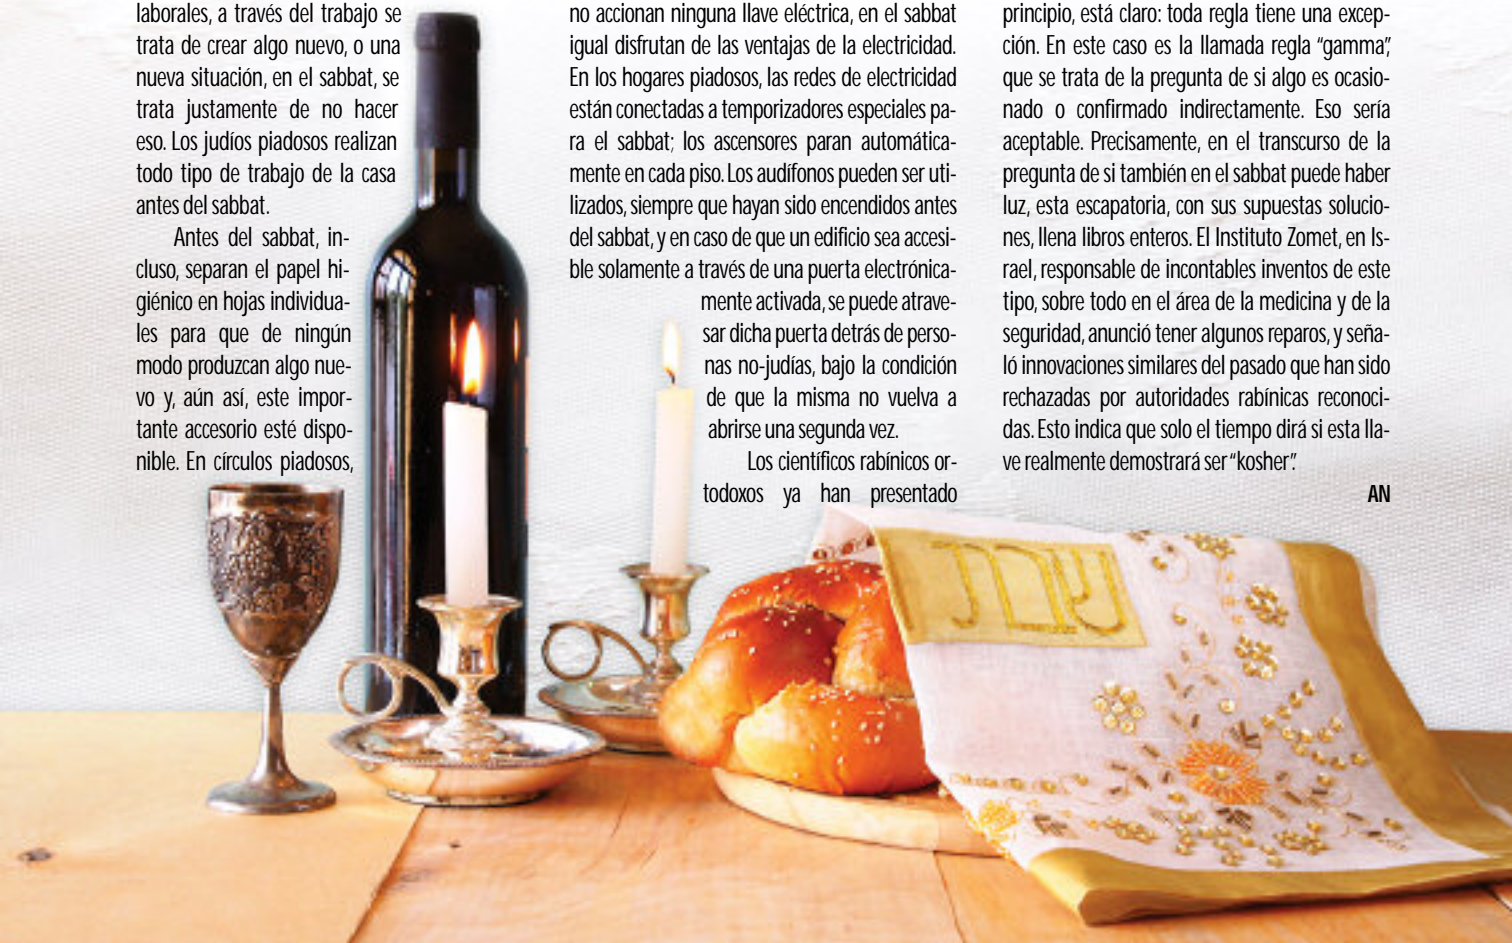 laborales, a través del trabajo se
trata de crear algo nuevo, o una
nueva situación, en el sabbat, se
trata justamente de no hacer
eso. Los judíos piadosos realizan
todo tipo de trabajo de la casa
antes del sabbat.
Antes del sabbat, in-
cluso, separan el papel hi-
giénico en hojas individua-
les para que de ningún
modo produzcan algo nue-
vo y, aún así, este impor-
tante accesorio esté dispo-
nible. En círculos piadosos,
no accionan ninguna llave eléctrica, en el sabbat
igual disfrutan de las ventajas de la electricidad.
En los hogares piadosos, las redes de electricidad
están conectadas a temporizadores especiales pa-
ra el sabbat; los ascensores paran automática-
mente en cada piso. Los audífonos pueden ser uti-
lizados, siempre que hayan sido encendidos antes
del sabbat, y en caso de que un edificio sea accesi-
ble solamente a través de una puerta electrónica-
mente activada, se puede atrave-
sar dicha puerta detrás de perso-
nas no-judías, bajo la condición
de que la misma no vuelva a
abrirse una segunda vez.
Los científicos rabínicos or-
todoxos ya han presentado
principio, está claro: toda regla tiene una excep-
ción. En este caso es la llamada regla “gamma”,
que se trata de la pregunta de si algo es ocasio-
nado o confirmado indirectamente. Eso sería
aceptable. Precisamente, en el transcurso de la
pregunta de si también en el sabbat puede haber
luz, esta escapatoria, con sus supuestas solucio-
nes, llena libros enteros. El Instituto Zomet, en Is-
rael, responsable de incontables inventos de este
tipo, sobre todo en el área de la medicina y de la
seguridad, anunció tener algunos reparos, y seña-
ló innovaciones similares del pasado que han sido
rechazadas por autoridades rabínicas reconoci-
das. Esto indica que solo el tiempo dirá si esta lla-
ve realmente demostrará ser “kosher”.
AN
שבת